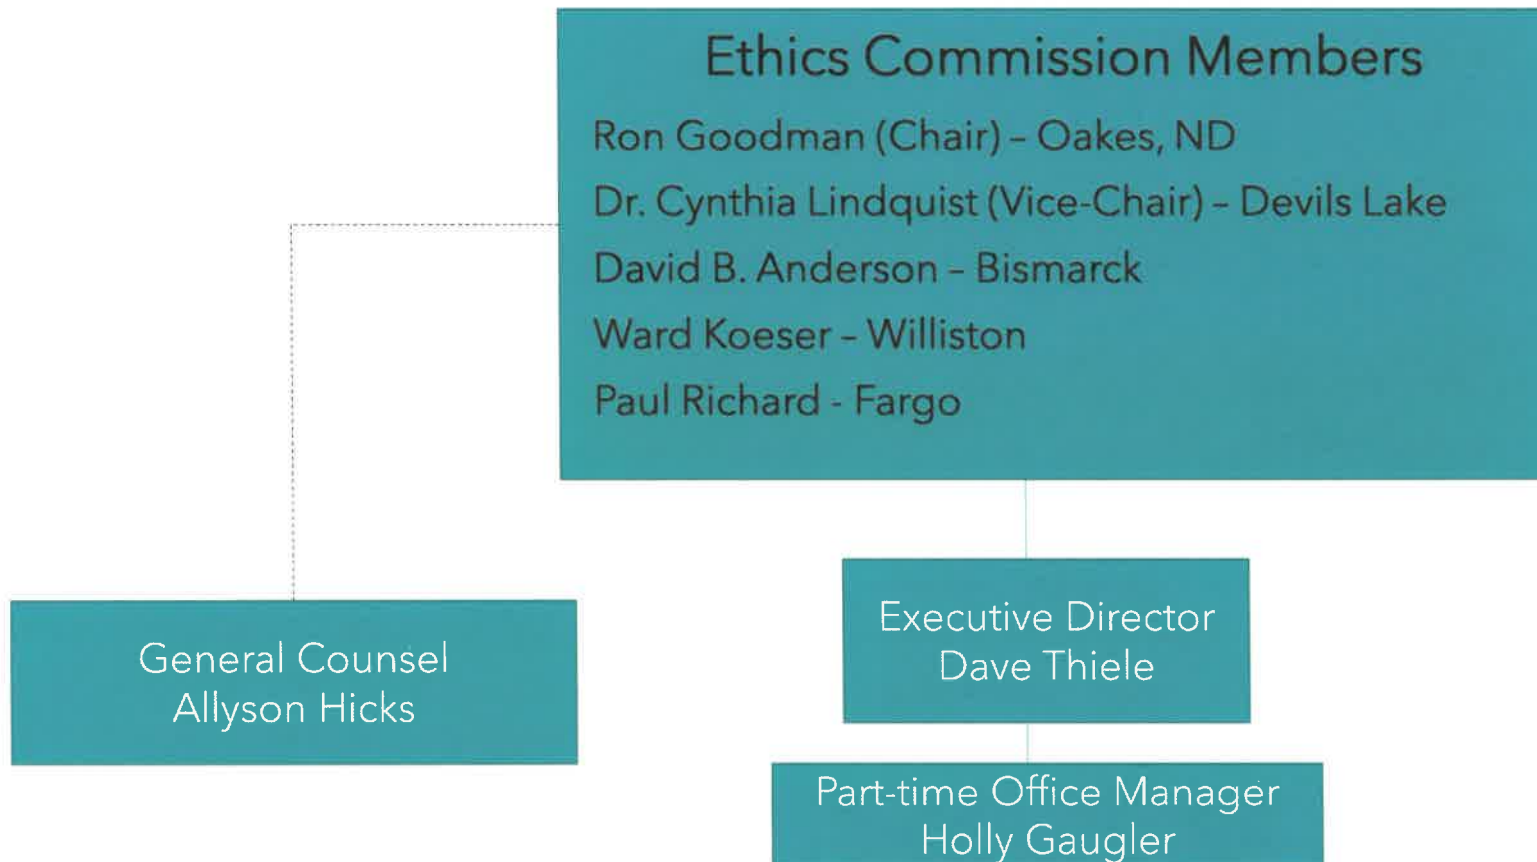 Ethics Commission Members
Ron Goodman (Chair) – Oakes, ND
Dr. Cynthia Lindquist (Vice-Chair) – Devils Lake
David B. Anderson – Bismarck
Ward Koeser – Williston
Paul Richard - Fargo
General Counsel
Allyson Hicks
Executive Director
Dave Thiele
Part-time Office Manager
Holly Gaugler